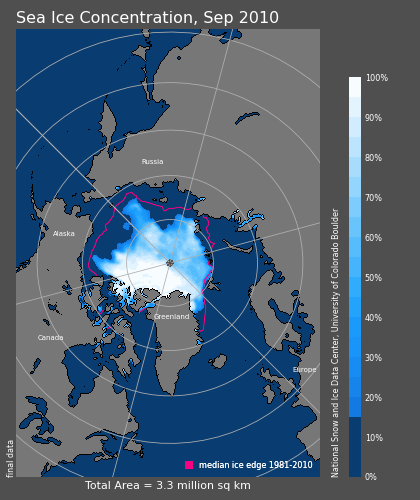 Sea Ice Concentration, Sep 2010
Russia
Alaska
Greenland
Canada
Europe
median ice edge 1981-2010
final data
Total Area = 3.3 million sq km
National Snow and Ice Data Center, University of Colorado Boulder
100%
90%
80%
70%
60%
50%
40%
30%
20%
10%
0%